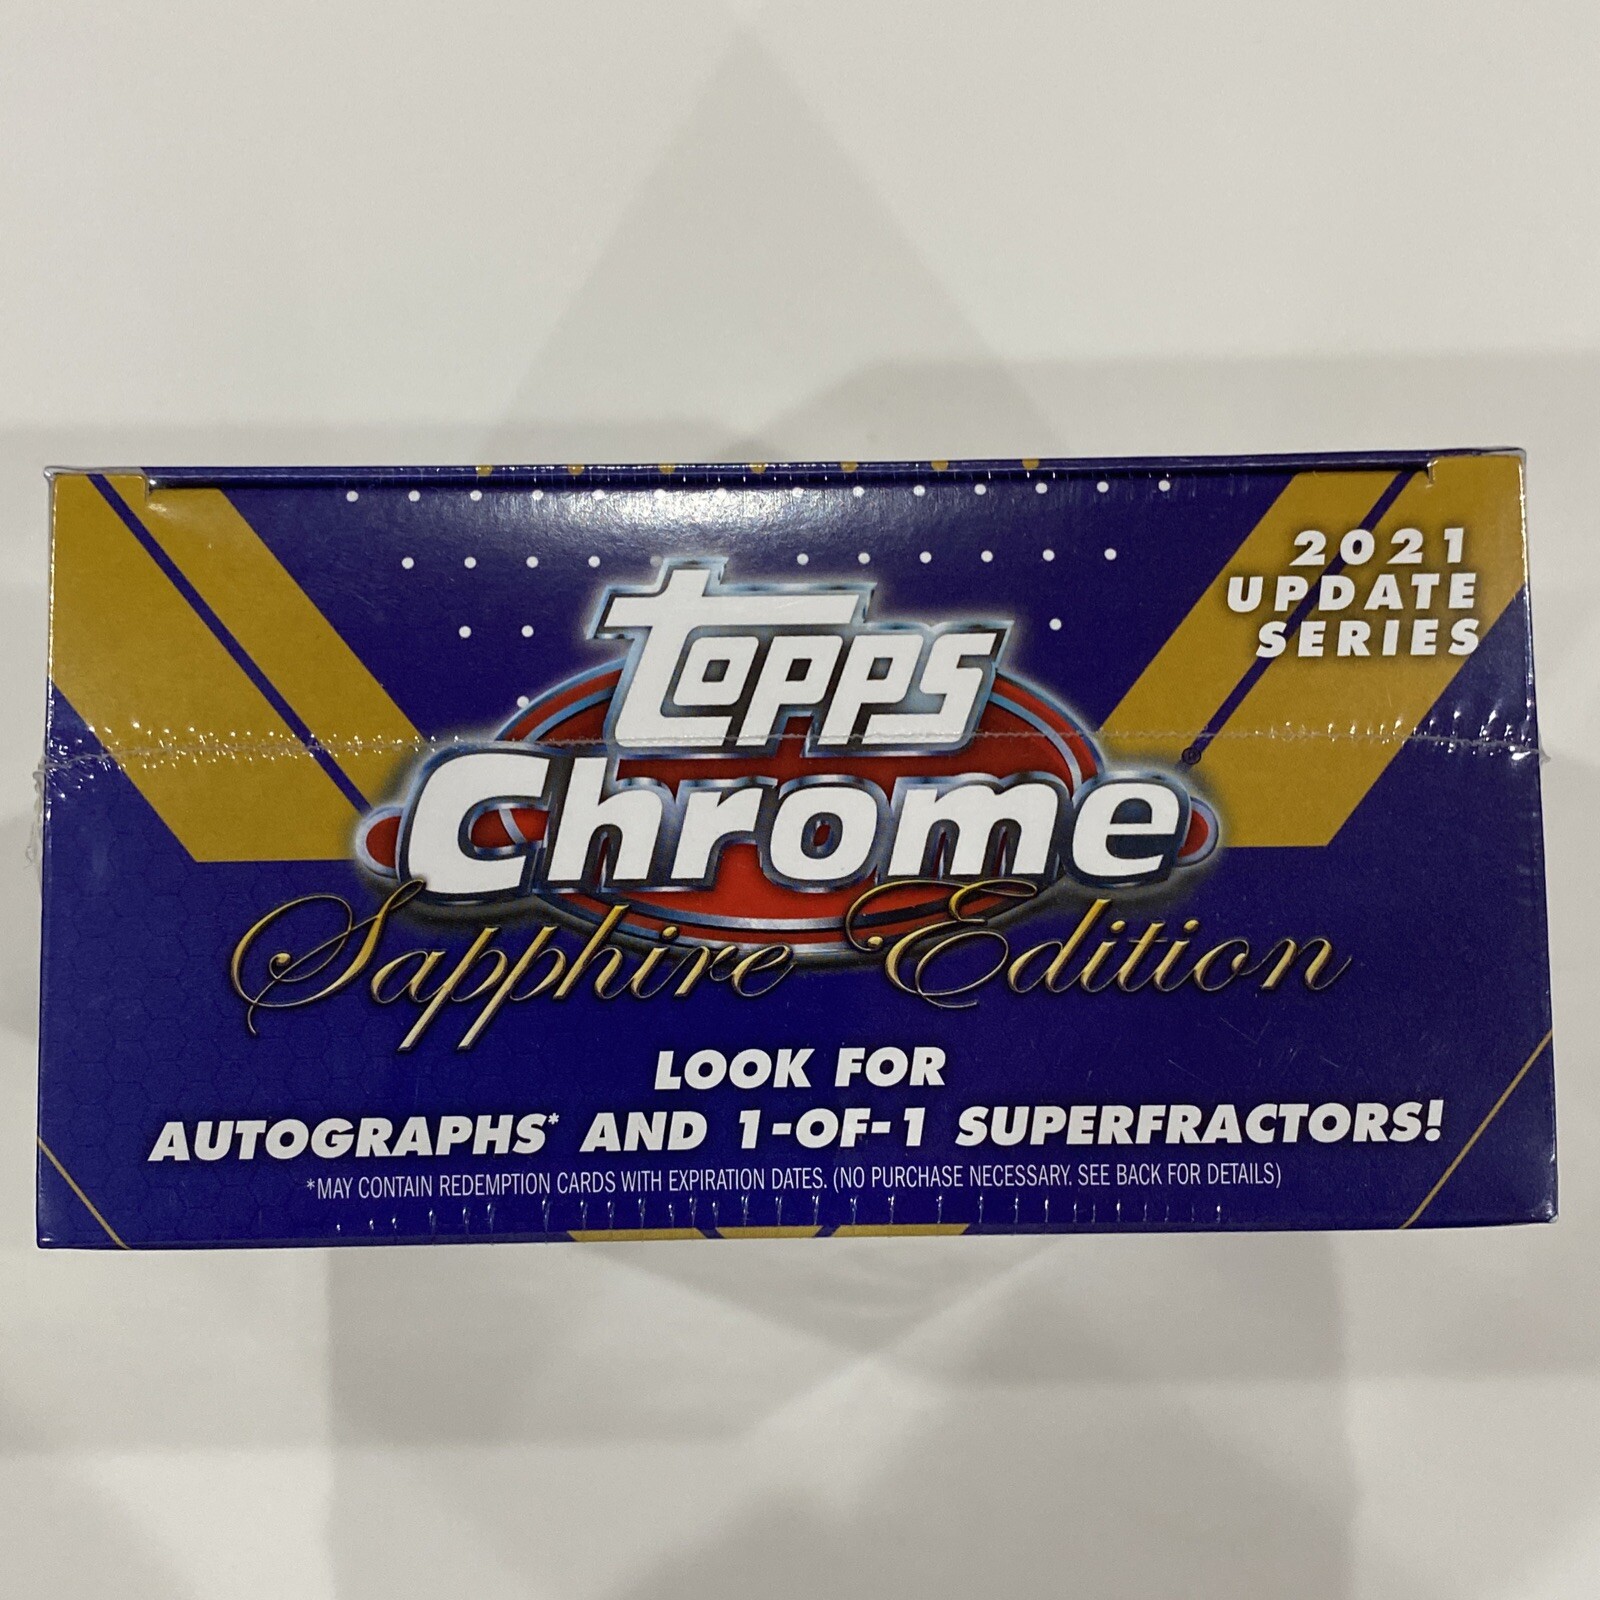 2021
UPDATE
SERIES
topps
Chrome®
Sapphire Edition
LOOK FOR
AUTOGRAPHS* AND 1-OF-1 SUPERFRACTORS!
*MAY CONTAIN REDEMPTION CARDS WITH EXPIRATION DATES. (NO PURCHASE NECESSARY. SEE BACK FOR DETAILS)